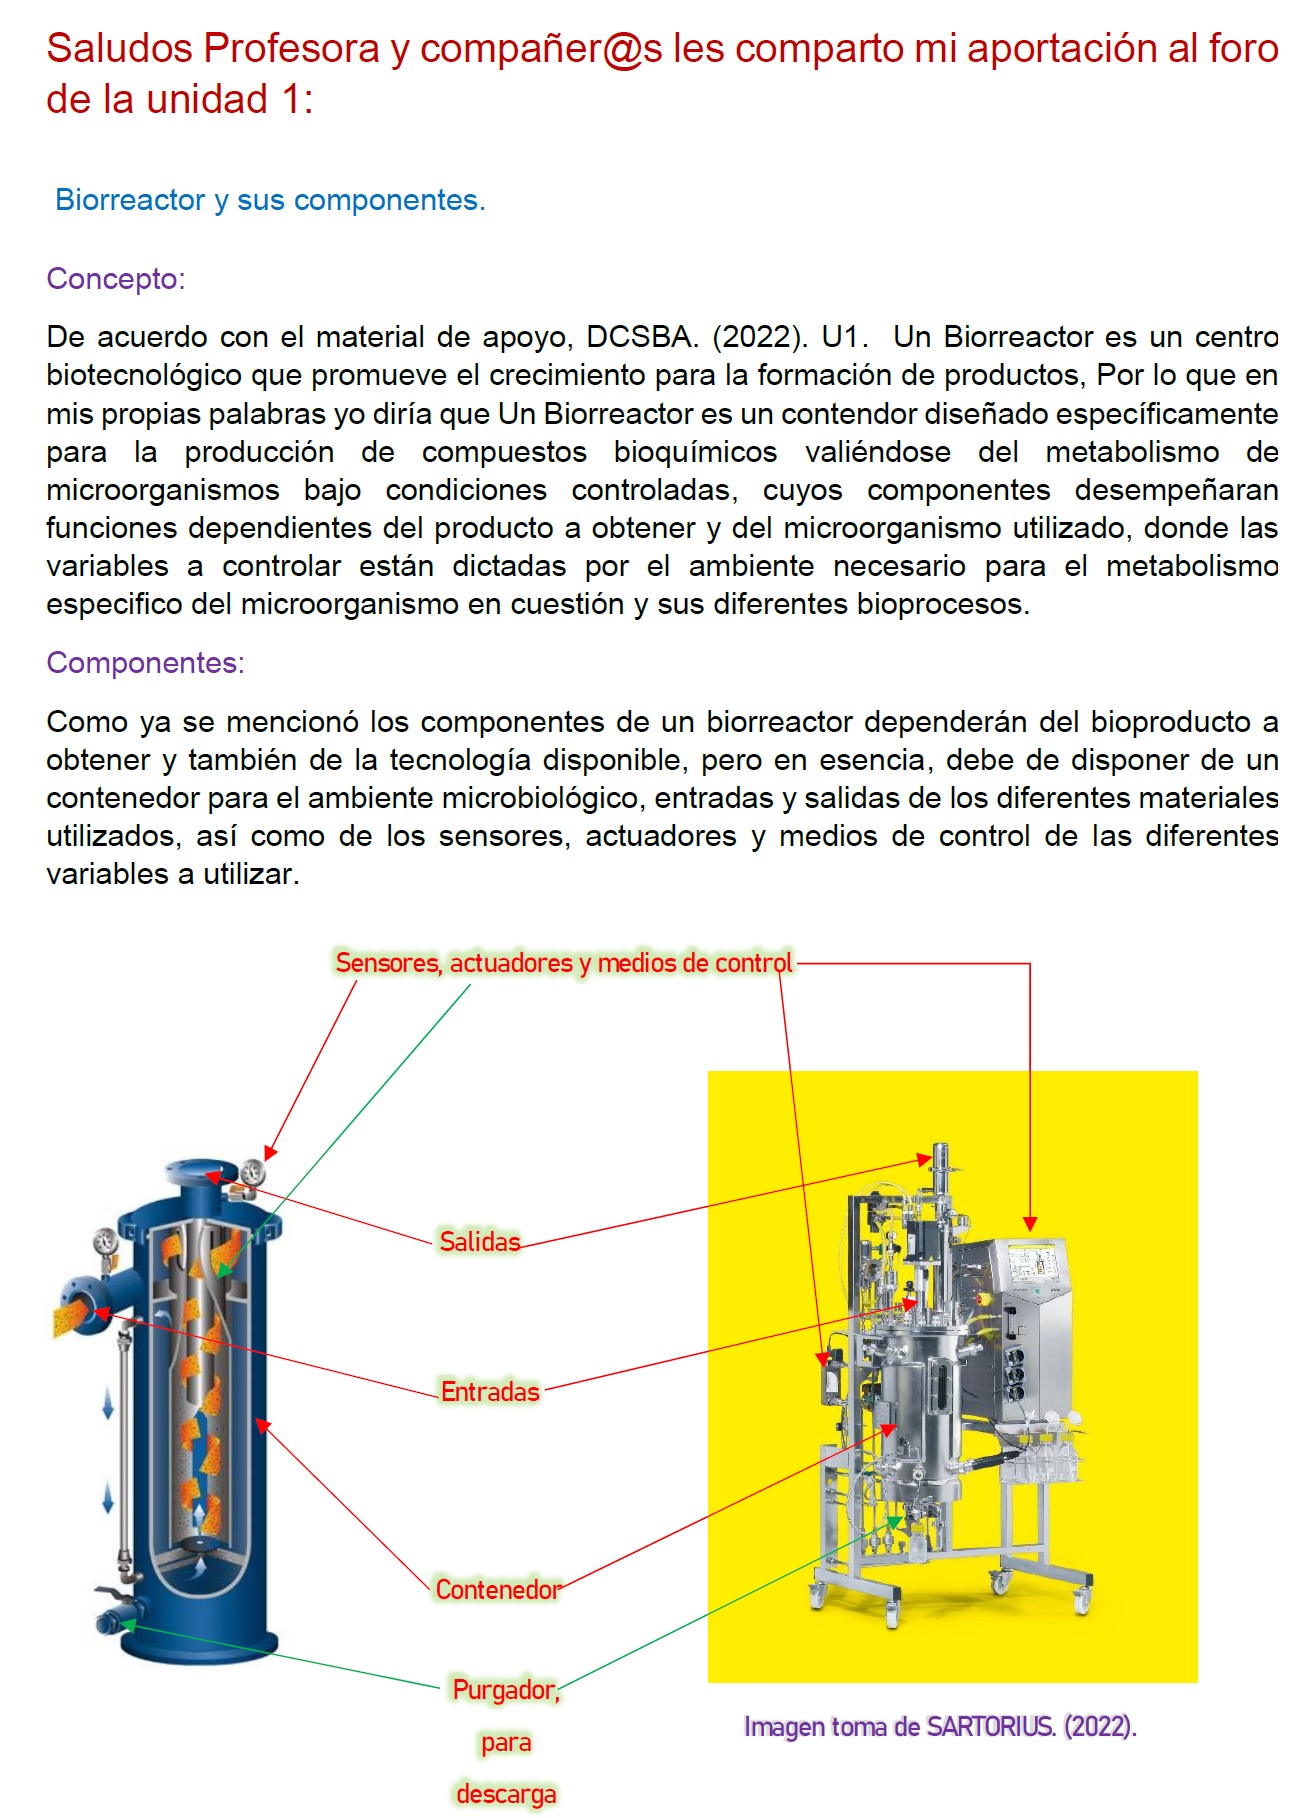 Saludos Profesora y compañer@s les comparto mi aportación al foro
de la unidad 1:
Biorreactor y sus componentes.
Concepto:
De acuerdo con el material de apoyo, DCSBA. (2022). U1. Un Biorreactor es un centro
biotecnológico que promueve el crecimiento para la formación de productos, Por lo que en
mis propias palabras yo diría que Un Biorreactor es un contendor diseñado específicamente
para la producción de compuestos bioquímicos valiéndose del metabolismo de
microorganismos bajo condiciones controladas, cuyos componentes desempeñaran
funciones dependientes del producto a obtener y del microorganismo utilizado, donde las
variables a controlar están dictadas por el ambiente necesario para el metabolismo
especifico del microorganismo en cuestión y sus diferentes bioprocesos.
Componentes:
Como ya se mencionó los componentes de un biorreactor dependerán del bioproducto a
obtener y también de la tecnología disponible, pero en esencia, debe de disponer de un
contenedor para el ambiente microbiológico, entradas y salidas de los diferentes materiales
utilizados, así como de los sensores, actuadores y medios de control de las diferentes
variables a utilizar.
Sensores, actuadores y medios de control
Salidas
Entradas
Contenedor
Purgador,
para
descarga
Imagen toma de SARTORIUS. (2022).